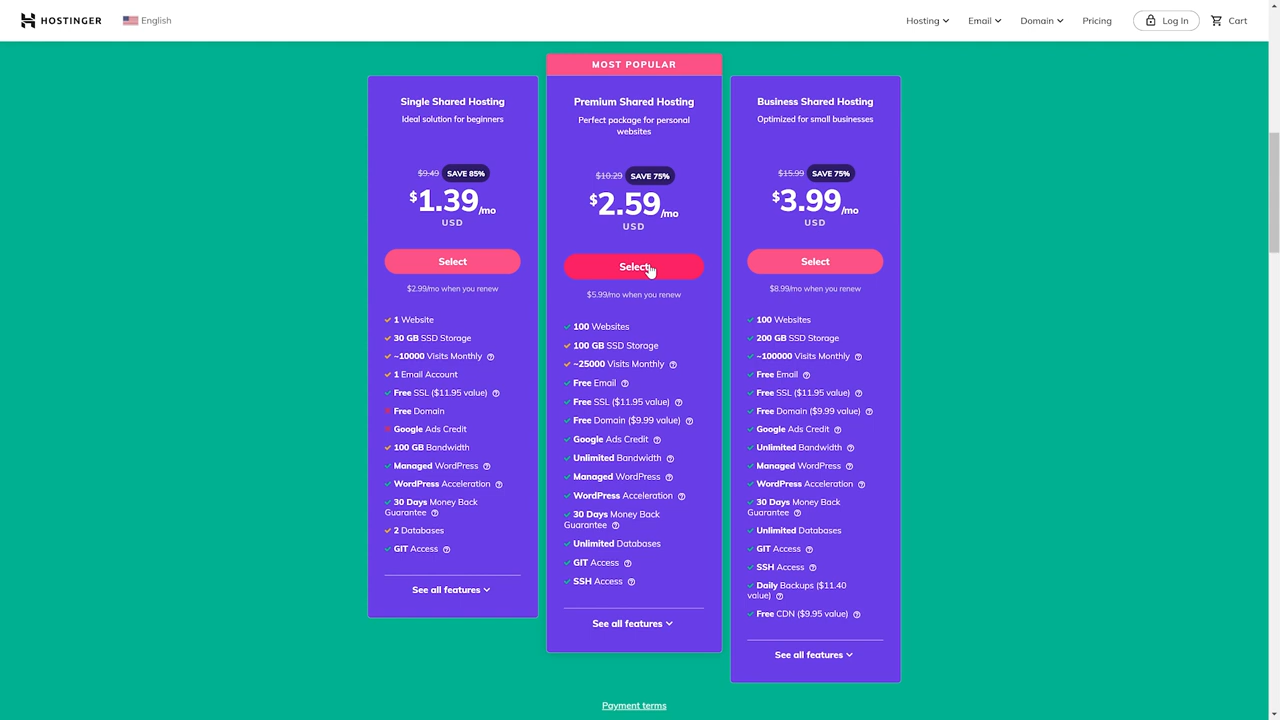 HOSTINGER
English
Hosting
Email
Domain
Pricing
Log In
Cart
MOST POPULAR
Single Shared Hosting
Ideal solution for beginners
$9.49 SAVE 85%
$1.39/mo
USD
Select
$2.99/mo when you renew
1 Website
30 GB SSD Storage
~10000 Visits Monthly
1 Email Account
Free SSL ($11.95 value)
Free Domain
Google Ads Credit
100 GB Bandwidth
Managed WordPress
WordPress Acceleration
30 Days Money Back
Guarantee
2 Databases
GIT Access
See all features
Premium Shared Hosting
Perfect package for personal
websites
$10.29 SAVE 75%
$2.59/mo
USD
Select
$5.99/mo when you renew
100 Websites
100 GB SSD Storage
~25000 Visits Monthly
Free Email
Free SSL ($11.95 value)
Free Domain ($9.99 value)
Google Ads Credit
Unlimited Bandwidth
Managed WordPress
WordPress Acceleration
30 Days Money Back
Guarantee
Unlimited Databases
GIT Access
SSH Access
See all features
Business Shared Hosting
Optimized for small businesses
$15.99 SAVE 75%
$3.99/mo
USD
Select
$8.99/mo when you renew
100 Websites
200 GB SSD Storage
~100000 Visits Monthly
Free Email
Free SSL ($11.95 value)
Free Domain ($9.99 value)
Google Ads Credit
Unlimited Bandwidth
Managed WordPress
WordPress Acceleration
30 Days Money Back
Guarantee
Unlimited Databases
GIT Access
SSH Access
Daily Backups ($11.40
value)
Free CDN ($9.95 value)
See all features
Payment terms